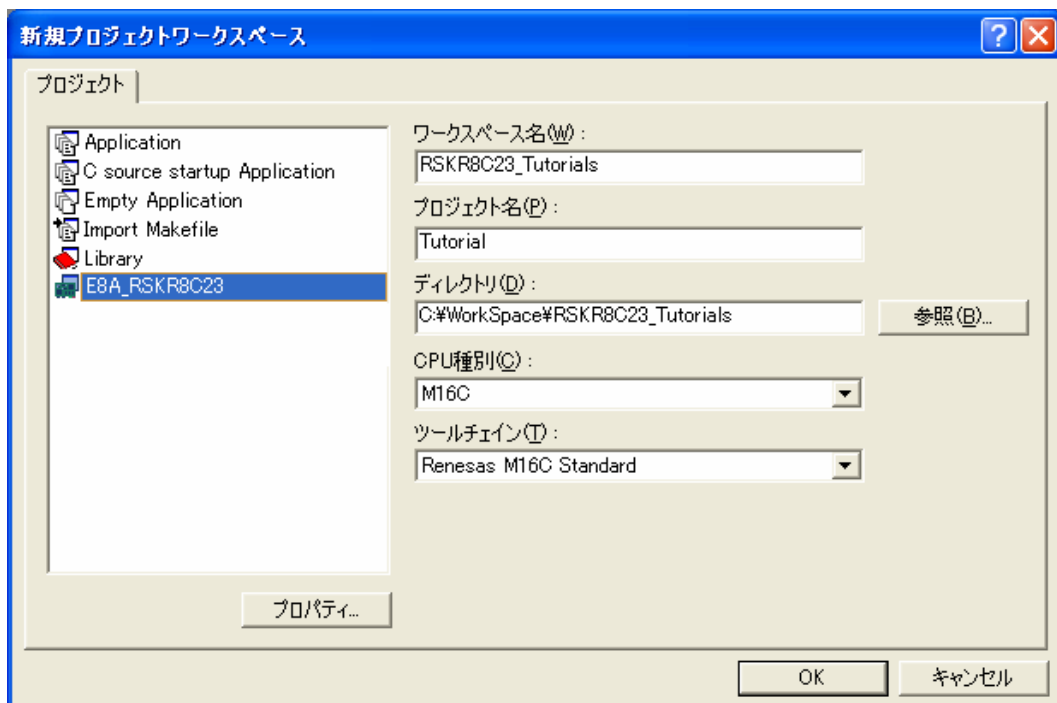 新規プロジェクトワークスペース
プロジェクト
Application
C source startup Application
Empty Application
Import Makefile
Library
E8A_RSKR8C23
プロパティ...
ワークスペース名(W):
RSKR8C23_Tutorials
プロジェクト名(P):
Tutorial
ディレクトリ(D):
C:¥WorkSpace¥RSKR8C23_Tutorials
参照(B)...
CPU種別(C):
M16C
ツールチェイン(T):
Renesas M16C Standard
OK
キャンセル